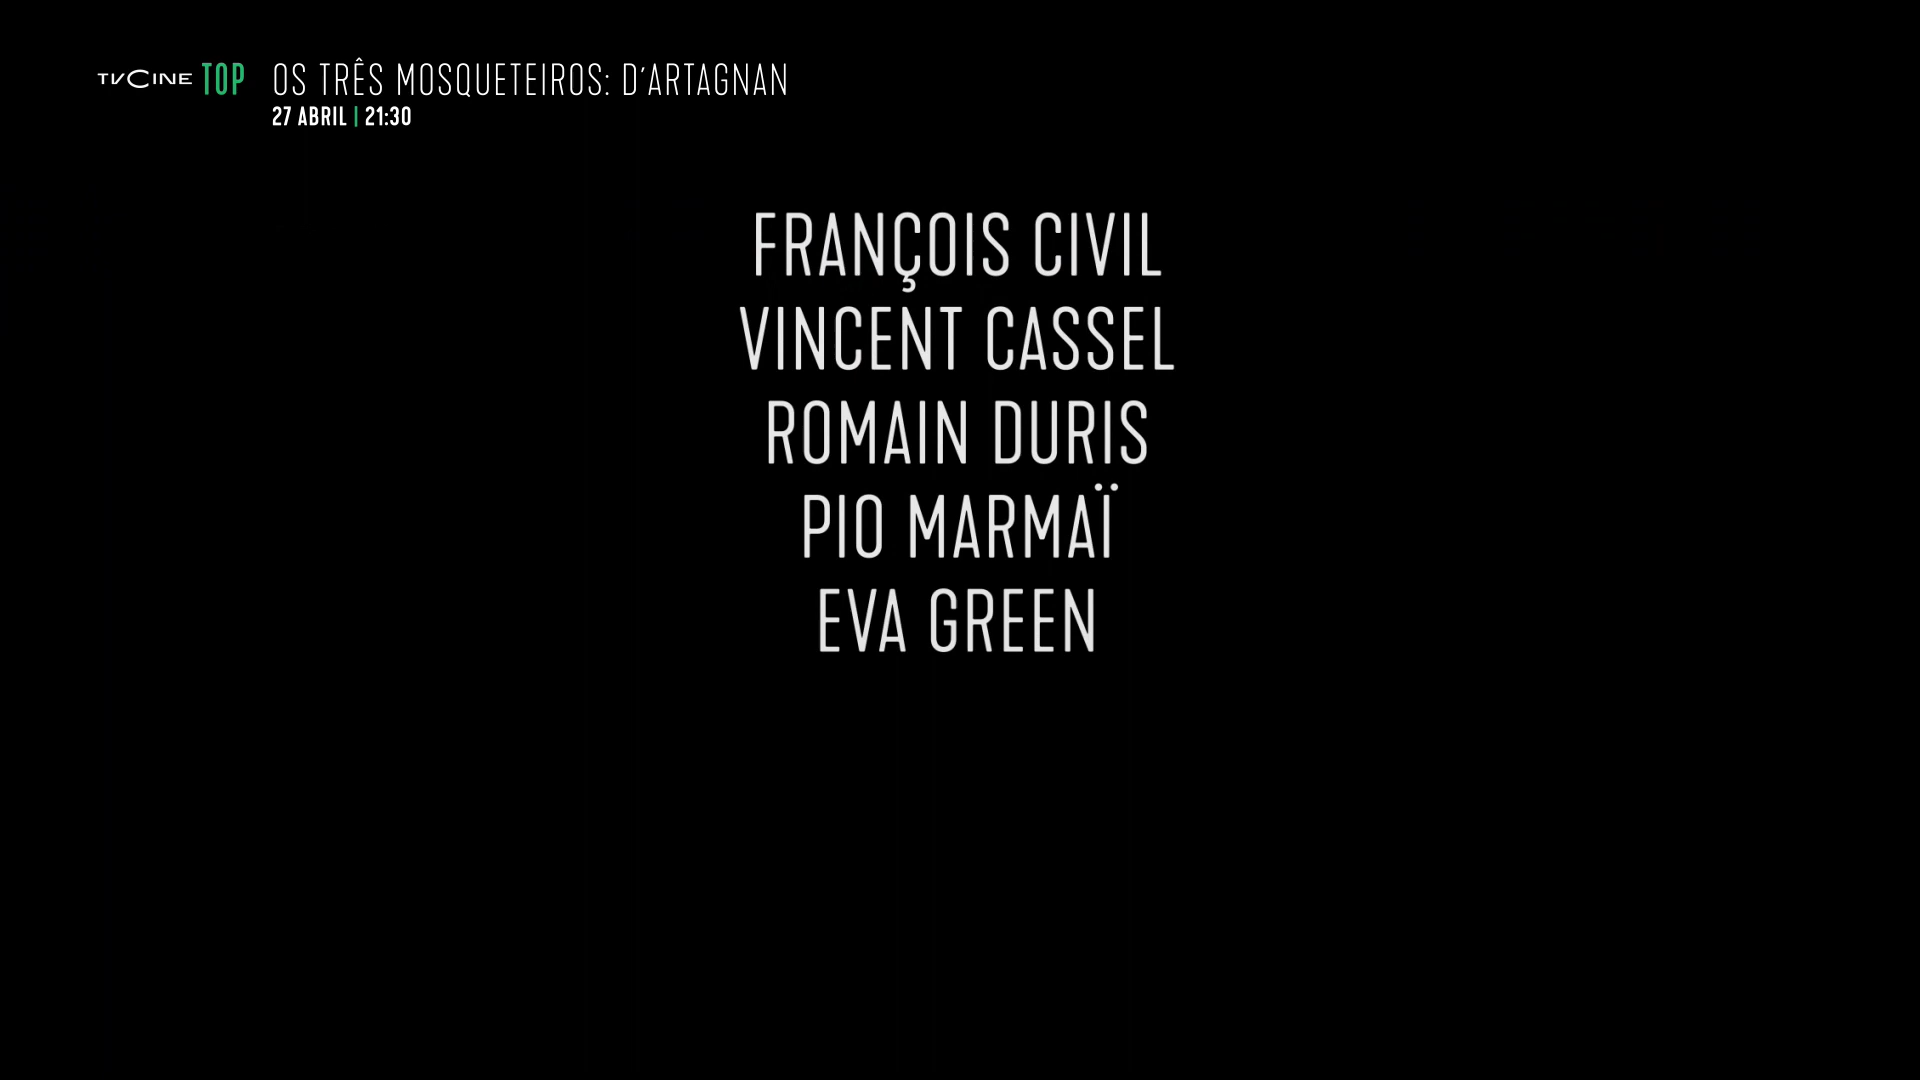 TVCINE TOP OS TRÊS MOSQUETEIROS: D'ARTAGNAN
27 ABRIL | 21:30
FRANÇOIS CIVIL
VINCENT CASSEL
ROMAIN DURIS
PIO MARMAÏ
EVA GREEN